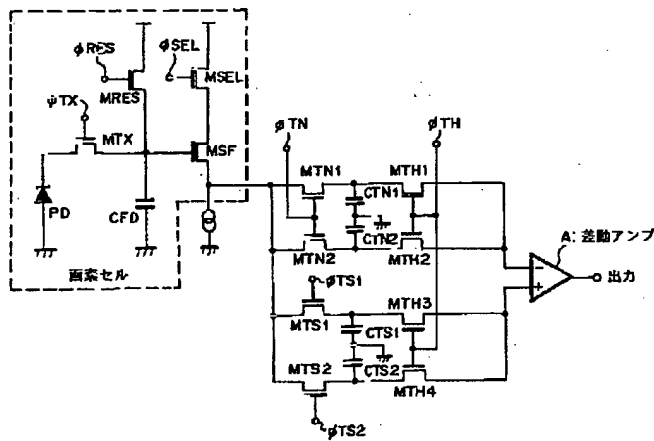 φRES
φSEL
MSEL
MRES
φTX
MTX
MSF
PD
CFD
画素セル
φTN
φTH
MTN1
CTN1
MTH1
CTN2
MTN2
MTH2
φTS1
MTS1
CTS1
MTH3
MTS2
CTS2
MTH4
φTS2
A: 差動アンプ
−
+
出力